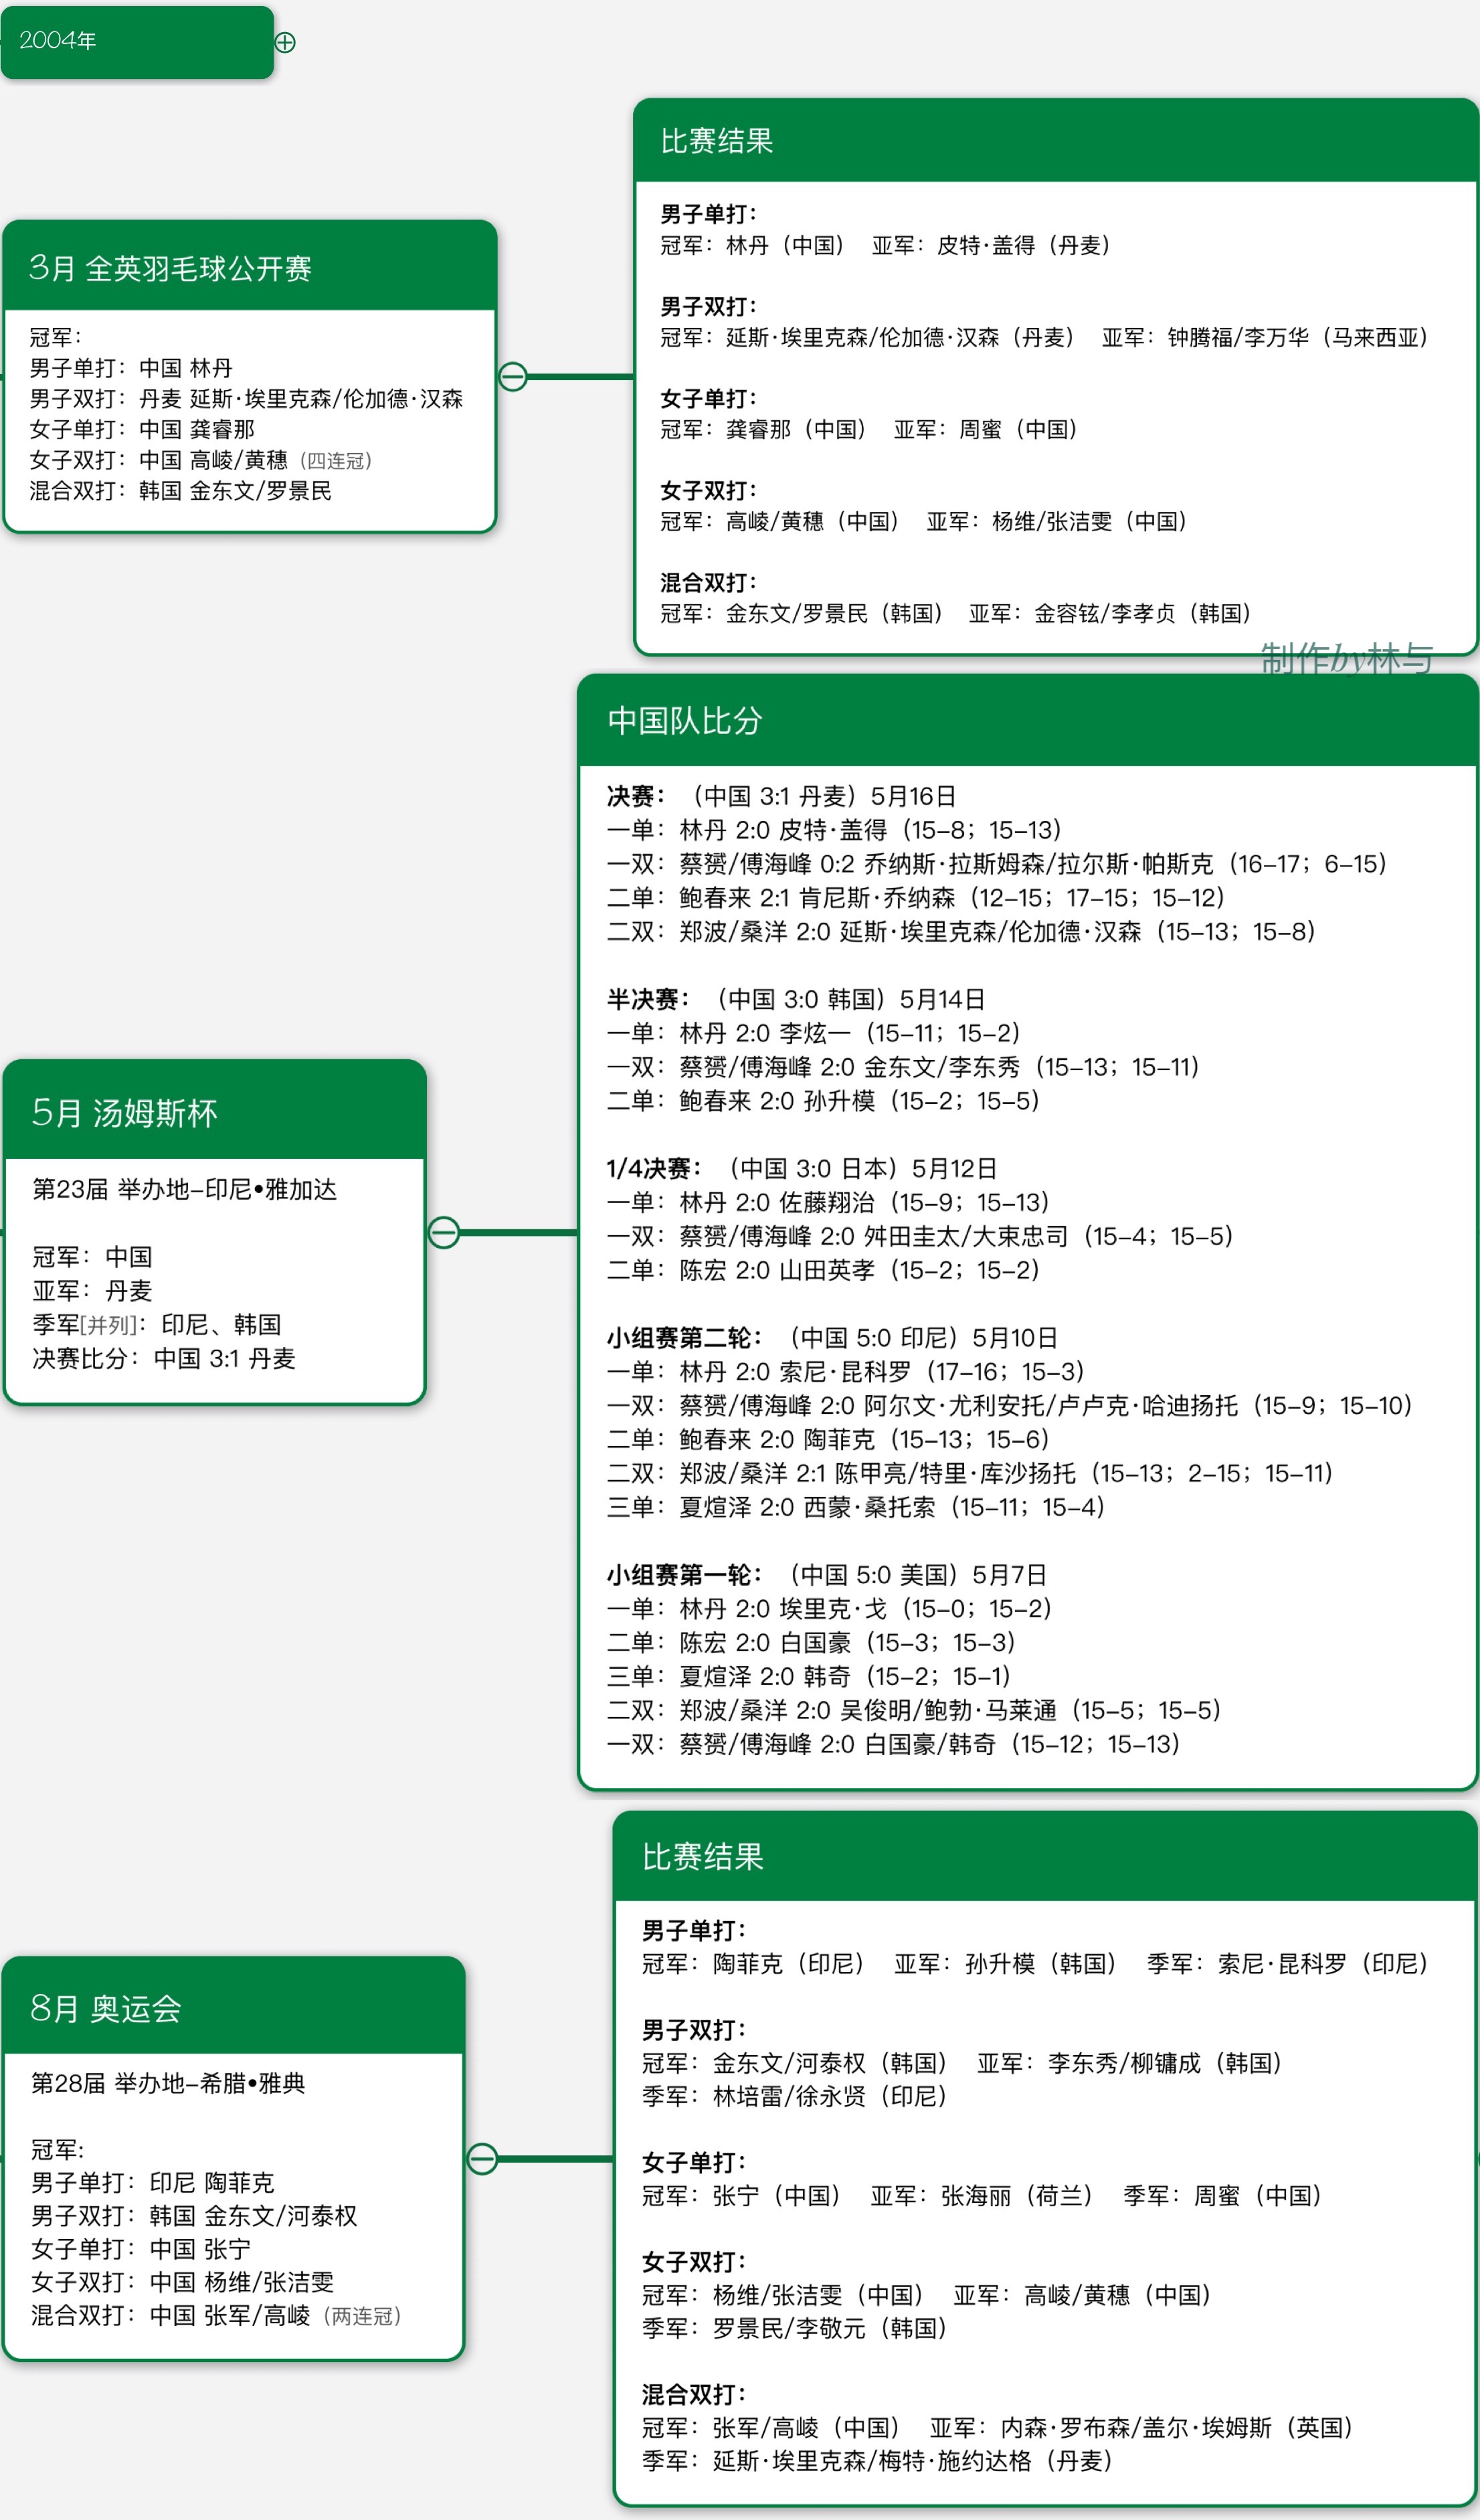 2004年
3月 全英羽毛球公开赛
冠军：
男子单打：中国 林丹
男子双打：丹麦 延斯·埃里克森/伦加德·汉森
女子单打：中国 龚睿那
女子双打：中国 高崚/黄穗（四连冠）
混合双打：韩国 金东文/罗景民
比赛结果
男子单打：
冠军：林丹（中国） 亚军：皮特·盖得（丹麦）
男子双打：
冠军：延斯·埃里克森/伦加德·汉森（丹麦） 亚军：钟腾福/李万华（马来西亚）
女子单打：
冠军：龚睿那（中国） 亚军：周蜜（中国）
女子双打：
冠军：高崚/黄穗（中国） 亚军：杨维/张洁雯（中国）
混合双打：
冠军：金东文/罗景民（韩国） 亚军：金容铉/李孝贞（韩国）
制作by林与
5月 汤姆斯杯
第23届 举办地–印尼•雅加达
冠军：中国
亚军：丹麦
季军[并列]：印尼、韩国
决赛比分：中国 3:1 丹麦
中国队比分
决赛：（中国 3:1 丹麦）5月16日
一单：林丹 2:0 皮特·盖得（15–8；15–13）
一双：蔡赟/傅海峰 0:2 乔纳斯·拉斯姆森/拉尔斯·帕斯克（16–17；6–15）
二单：鲍春来 2:1 肯尼斯·乔纳森（12–15；17–15；15–12）
二双：郑波/桑洋 2:0 延斯·埃里克森/伦加德·汉森（15–13；15–8）
半决赛：（中国 3:0 韩国）5月14日
一单：林丹 2:0 李炫一（15–11；15–2）
一双：蔡赟/傅海峰 2:0 金东文/李东秀（15–13；15–11）
二单：鲍春来 2:0 孙升模（15–2；15–5）
1/4决赛：（中国 3:0 日本）5月12日
一单：林丹 2:0 佐藤翔治（15–9；15–13）
一双：蔡赟/傅海峰 2:0 舛田圭太/大束忠司（15–4；15–5）
二单：陈宏 2:0 山田英孝（15–2；15–2）
小组赛第二轮：（中国 5:0 印尼）5月10日
一单：林丹 2:0 索尼·昆科罗（17–16；15–3）
一双：蔡赟/傅海峰 2:0 阿尔文·尤利安托/卢卢克·哈迪扬托（15–9；15–10）
二单：鲍春来 2:0 陶菲克（15–13；15–6）
二双：郑波/桑洋 2:1 陈甲亮/特里·库沙扬托（15–13；2–15；15–11）
三单：夏煊泽 2:0 西蒙·桑托索（15–11；15–4）
小组赛第一轮：（中国 5:0 美国）5月7日
一单：林丹 2:0 埃里克·戈（15–0；15–2）
二单：陈宏 2:0 白国豪（15–3；15–3）
三单：夏煊泽 2:0 韩奇（15–2；15–1）
二双：郑波/桑洋 2:0 吴俊明/鲍勃·马莱通（15–5；15–5）
一双：蔡赟/傅海峰 2:0 白国豪/韩奇（15–12；15–13）
8月 奥运会
第28届 举办地–希腊•雅典
冠军:
男子单打：印尼 陶菲克
男子双打：韩国 金东文/河泰权
女子单打：中国 张宁
女子双打：中国 杨维/张洁雯
混合双打：中国 张军/高崚（两连冠）
比赛结果
男子单打：
冠军：陶菲克（印尼） 亚军：孙升模（韩国） 季军：索尼·昆科罗（印尼）
男子双打：
冠军：金东文/河泰权（韩国） 亚军：李东秀/柳镛成（韩国）
季军：林培雷/徐永贤（印尼）
女子单打：
冠军：张宁（中国） 亚军：张海丽（荷兰） 季军：周蜜（中国）
女子双打：
冠军：杨维/张洁雯（中国） 亚军：高崚/黄穗（中国）
季军：罗景民/李敬元（韩国）
混合双打：
冠军：张军/高崚（中国） 亚军：内森·罗布森/盖尔·埃姆斯（英国）
季军：延斯·埃里克森/梅特·施约达格（丹麦）